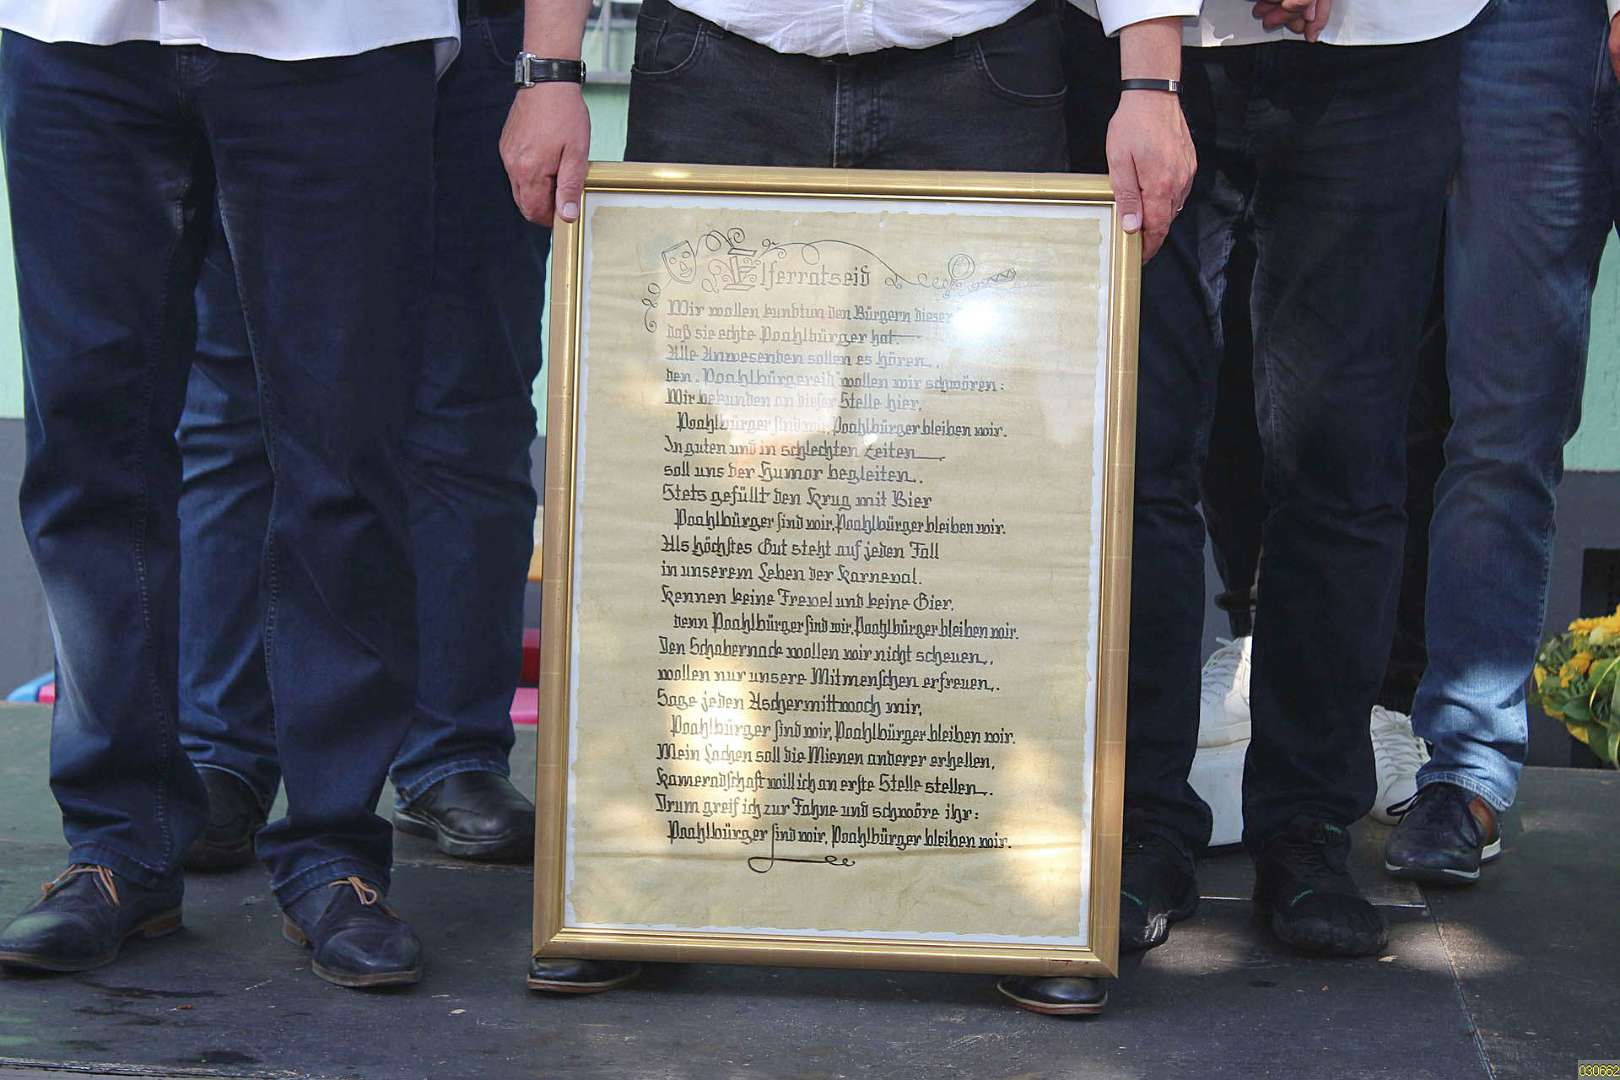 Elferratseid
Wir wollen kundtun den Bürgern dieser
daß sie echte Poahlbürger hat.
Alle Anwesenden sollen es hören,
den „Poahlbürgereid" wollen wir schwören:
Wir bekunden an dieser Stelle hier,
Poahlbürger sind wir, Poahlbürger bleiben wir.
In guten und in schlechten Zeiten
soll uns der Humor begleiten.
Stets gefüllt den Krug mit Bier
Poahlbürger sind wir, Poahlbürger bleiben wir.
Als höchstes Gut steht auf jeden Fall
in unserem Leben der Karneval.
Kennen keine Frevel und keine Gier,
denn Poahlbürger sind wir, Poahlbürger bleiben wir.
Den Schabernack wollen wir nicht scheuen,
wollen nur unsere Mitmenschen erfreuen.
Sage jeden Aschermittwoch mir,
Poahlbürger sind wir, Poahlbürger bleiben wir.
Mein Lachen soll die Mienen anderer erhellen,
Kameradschaft will ich an erste Stelle stellen.
Drum greif ich zur Fahne und schwöre ihr:
Poahlbürger sind wir, Poahlbürger bleiben wir.
030662